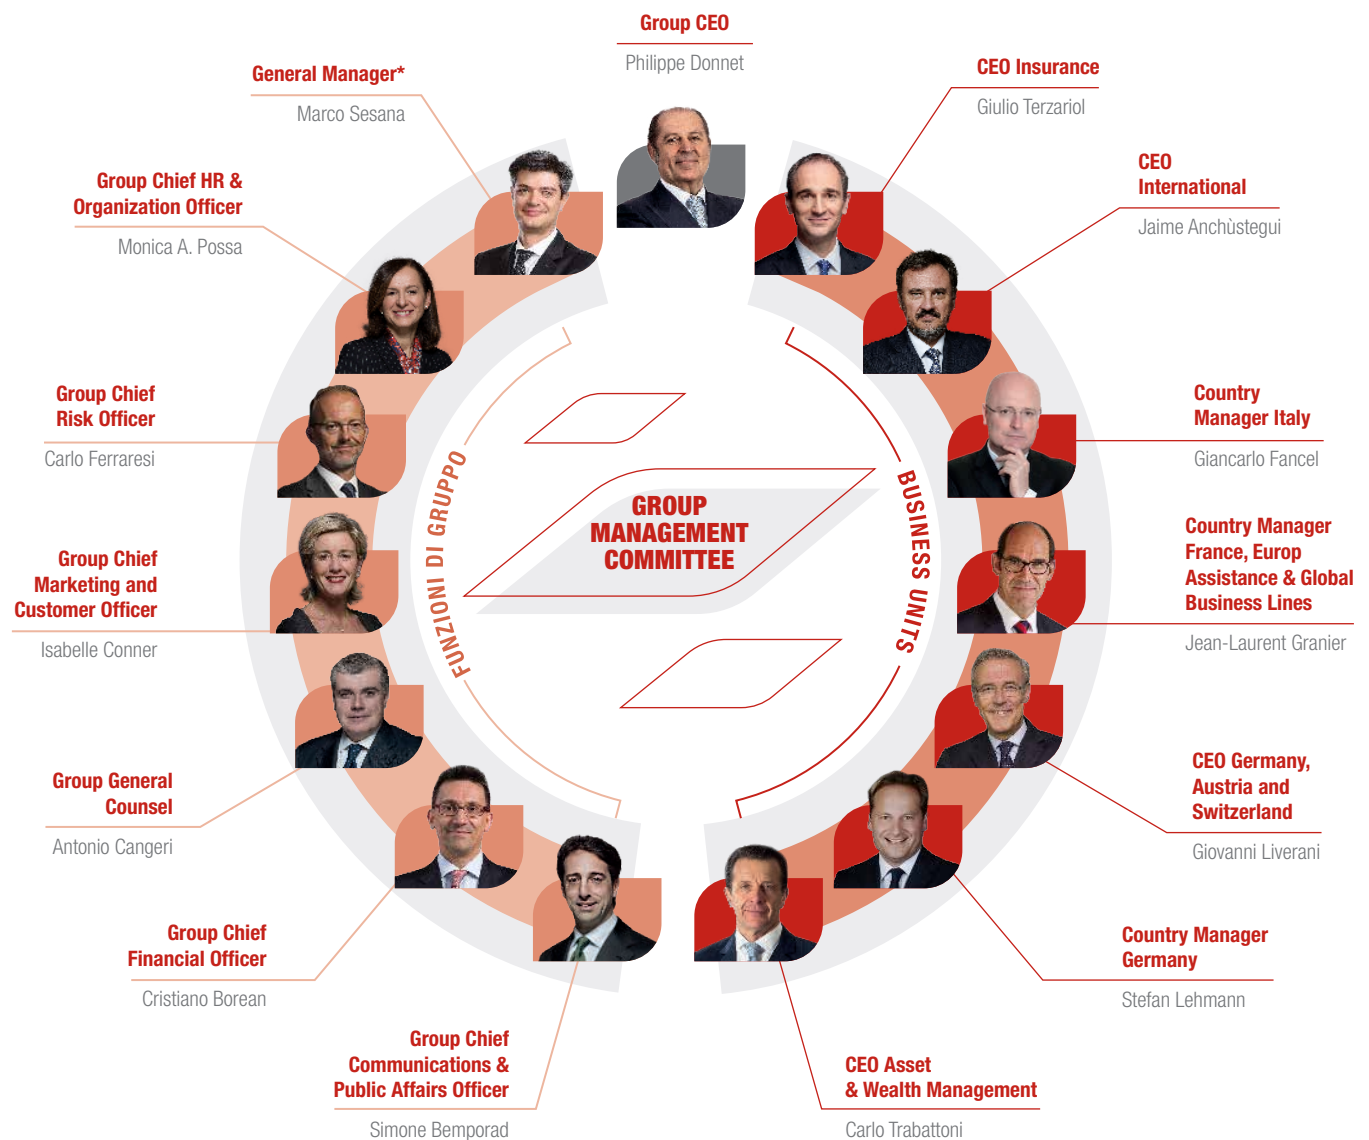 Group CEO
Philippe Donnet
General Manager*
Marco Sesana
Group Chief HR &
Organization Officer
Monica A. Possa
Group Chief
Risk Officer
Carlo Ferraresi
Group Chief
Marketing and
Customer Officer
Isabelle Conner
Group General
Counsel
Antonio Cangeri
Group Chief
Financial Officer
Cristiano Borean
Group Chief
Communications &
Public Affairs Officer
Simone Bemporad
FUNZIONI DI GRUPPO
GROUP
MANAGEMENT
COMMITTEE
BUSINESS UNITS
CEO Insurance
Giulio Terzariol
CEO
International
Jaime Anchùstegui
Country
Manager Italy
Giancarlo Fancel
Country Manager
France, Europ
Assistance & Global
Business Lines
Jean-Laurent Granier
CEO Germany,
Austria and
Switzerland
Giovanni Liverani
Country Manager
Germany
Stefan Lehmann
CEO Asset
& Wealth Management
Carlo Trabattoni